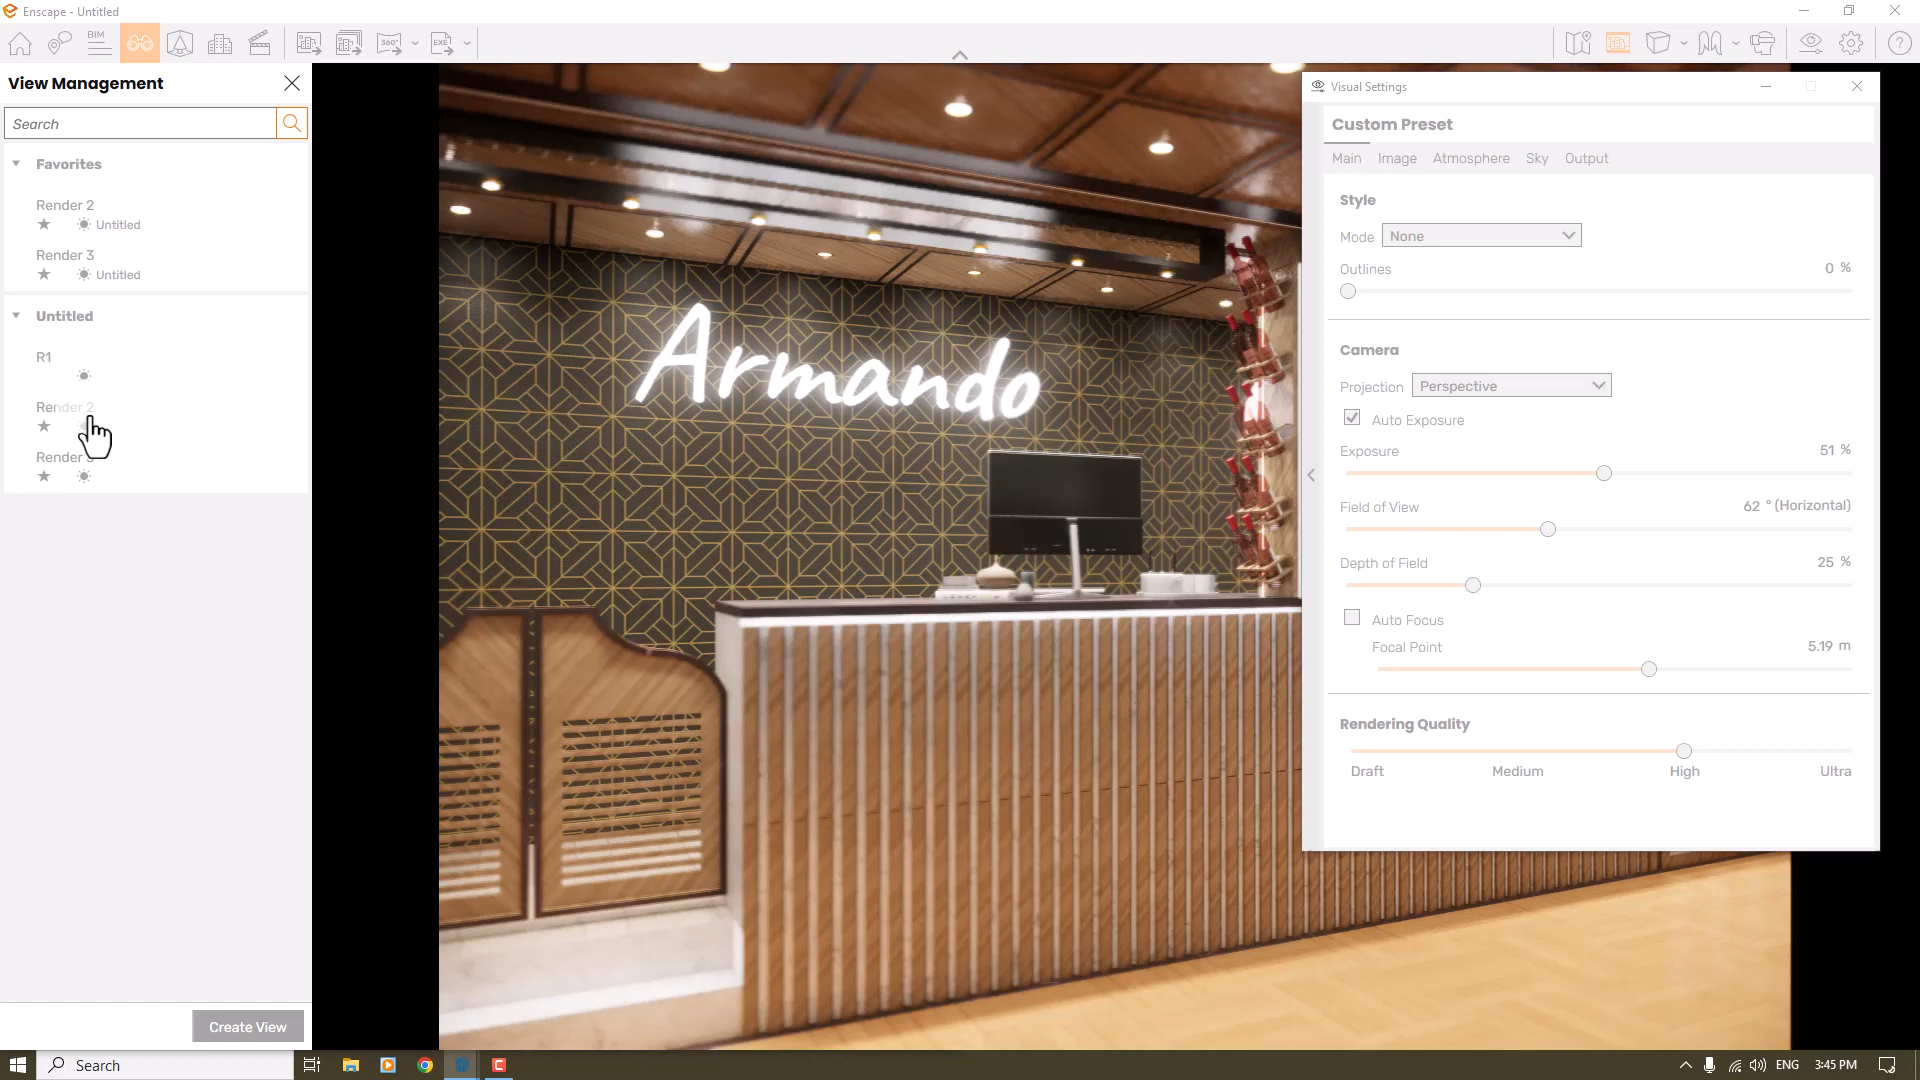 Enscape - Untitled
BIM
360°
EXE
View Management
Search
Favorites
Render 2
Untitled
Render 3
Untitled
Untitled
R1
Render 2
Render
Create View
Armando
Visual Settings
Custom Preset
Main Image Atmosphere Sky Output
Style
Mode None
Outlines 0 %
Camera
Projection Perspective
Auto Exposure
Exposure 51 %
Field of View 62 ° (Horizontal)
Depth of Field 25 %
Auto Focus
Focal Point 5.19 m
Rendering Quality
Draft Medium High Ultra
Search
ENG 3:45 PM